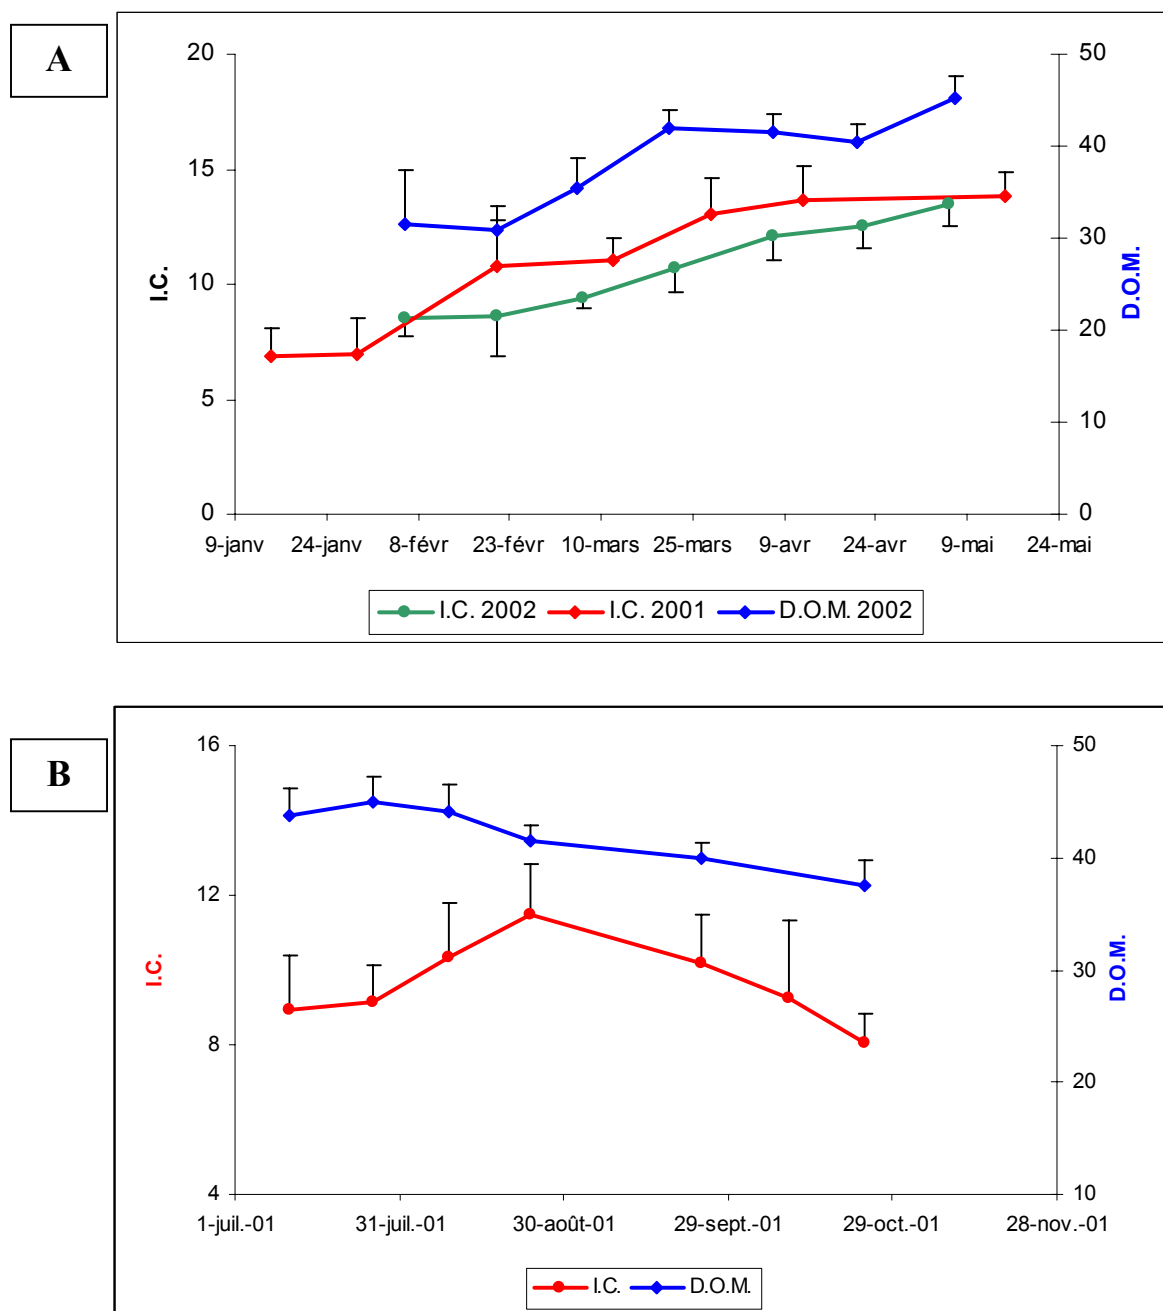 A
20
15
10
5
0
I.C.
50
40
30
20
10
0
D.O.M.
9-janv 24-janv 8-févr 23-févr 10-mars 25-mars 9-avr 24-avr 9-mai 24-mai
I.C. 2002 I.C. 2001 D.O.M. 2002
B
16
12
8
4
I.C.
50
40
30
20
10
D.O.M.
1-juil.-01 31-juil.-01 30-août-01 29-sept.-01 29-oct.-01 28-nov.-01
I.C. D.O.M.